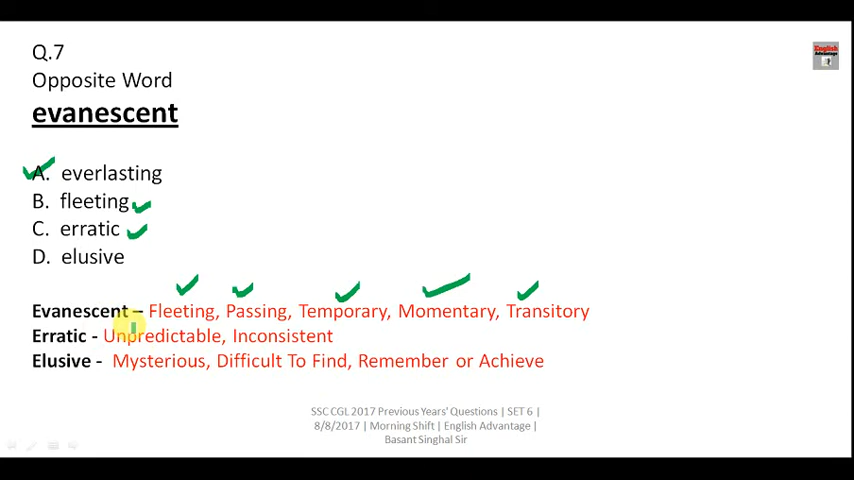 Q.7
Opposite Word
evanescent
A. everlasting
B. fleeting
C. erratic
D. elusive
Evanescent – Fleeting, Passing, Temporary, Momentary, Transitory
Erratic - Unpredictable, Inconsistent
Elusive - Mysterious, Difficult To Find, Remember or Achieve
SSC CGL 2017 Previous Years' Questions | SET 6 |
8/8/2017 | Morning Shift | English Advantage |
Basant Singhal Sir
English
Advantage